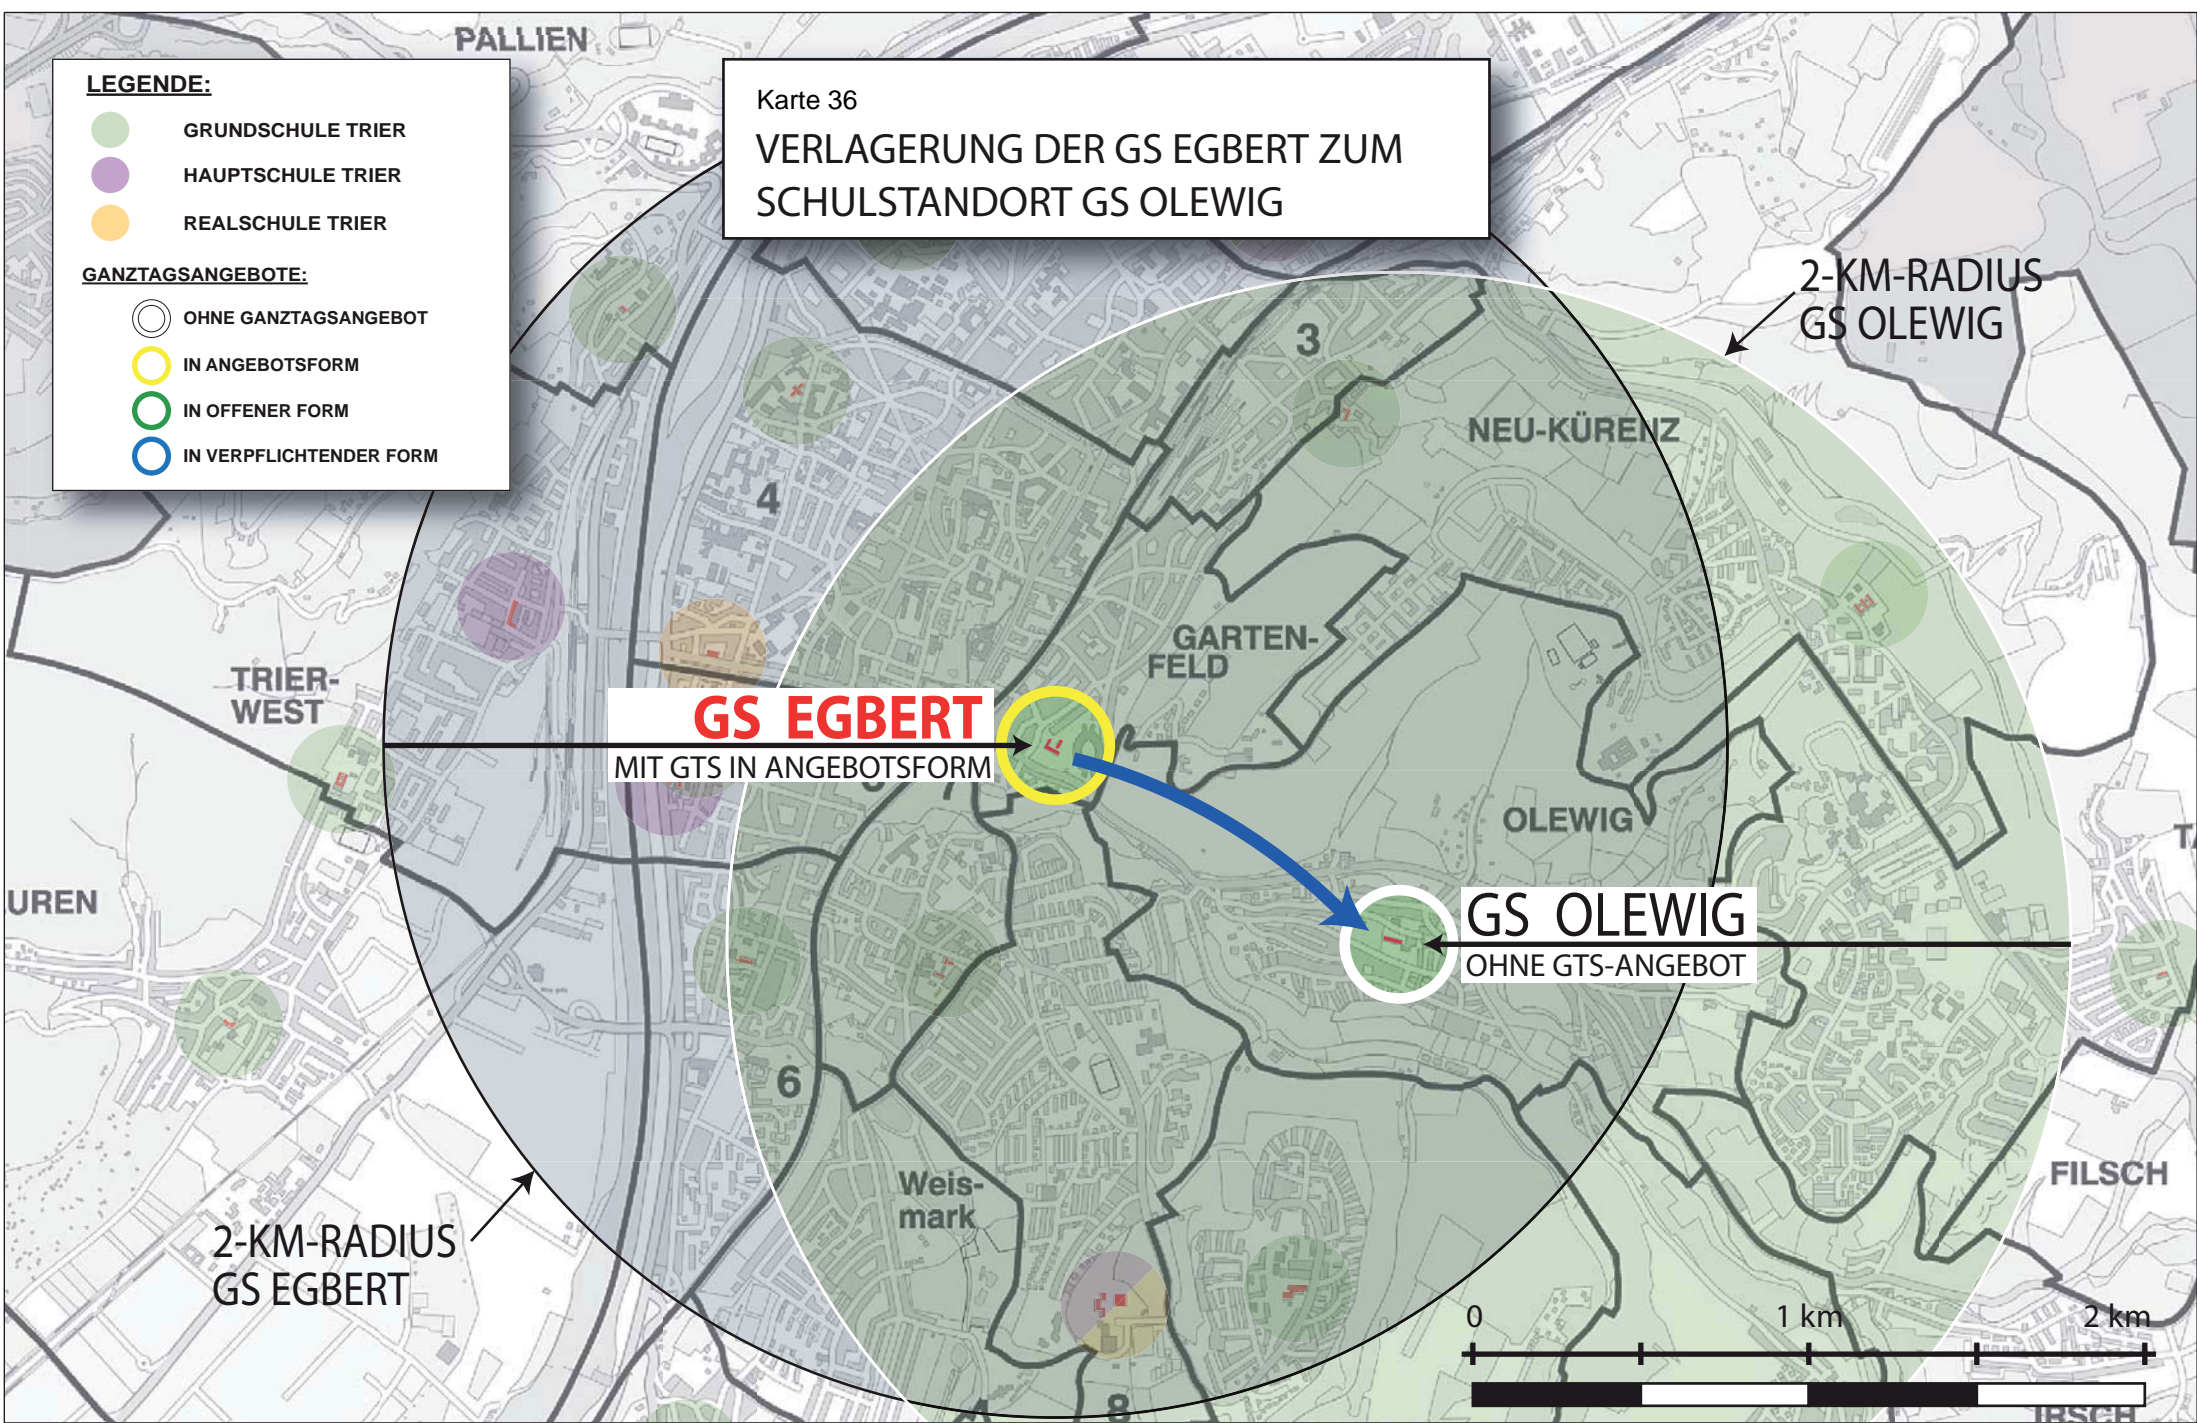 PALLIEN
LEGENDE:
GRUNDSCHULE TRIER
HAUPTSCHULE TRIER
REALSCHULE TRIER
GANZTAGSANGEBOTE:
OHNE GANZTAGSANGEBOT
IN ANGEBOTSFORM
IN OFFENER FORM
IN VERPFLICHTENDER FORM
Karte 36
VERLAGERUNG DER GS EGBERT ZUM
SCHULSTANDORT GS OLEWIG
2-KM-RADIUS
GS OLEWIG
3
NEU-KÜRENZ
4
GARTEN-
FELD
TRIER-
WEST
GS EGBERT
MIT GTS IN ANGEBOTSFORM
7
OLEWIG
UREN
GS OLEWIG
OHNE GTS-ANGEBOT
6
Weis-
mark
FILSCH
2-KM-RADIUS
GS EGBERT
0
1 km
2 km
8
IRSCH